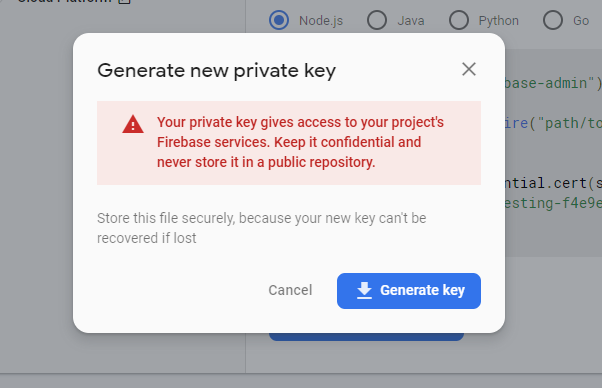 Node.js Java Python Go
Generate new private key
base-admin")
Your private key gives access to your project's
Firebase services. Keep it confidential and
never store it in a public repository.
ire("path/to
ntial.cert(s
esting-f4e9e
Store this file securely, because your new key can't be
recovered if lost
Cancel Generate key